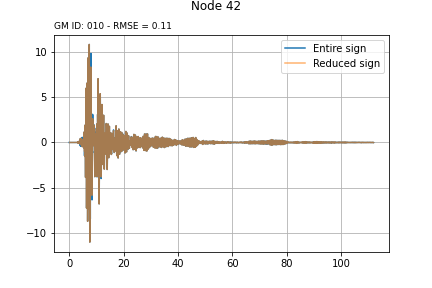 Node 42
GM ID: 010 - RMSE = 0.11
Entire sign
Reduced sign
10
5
0
−5
−10
0 20 40 60 80 100